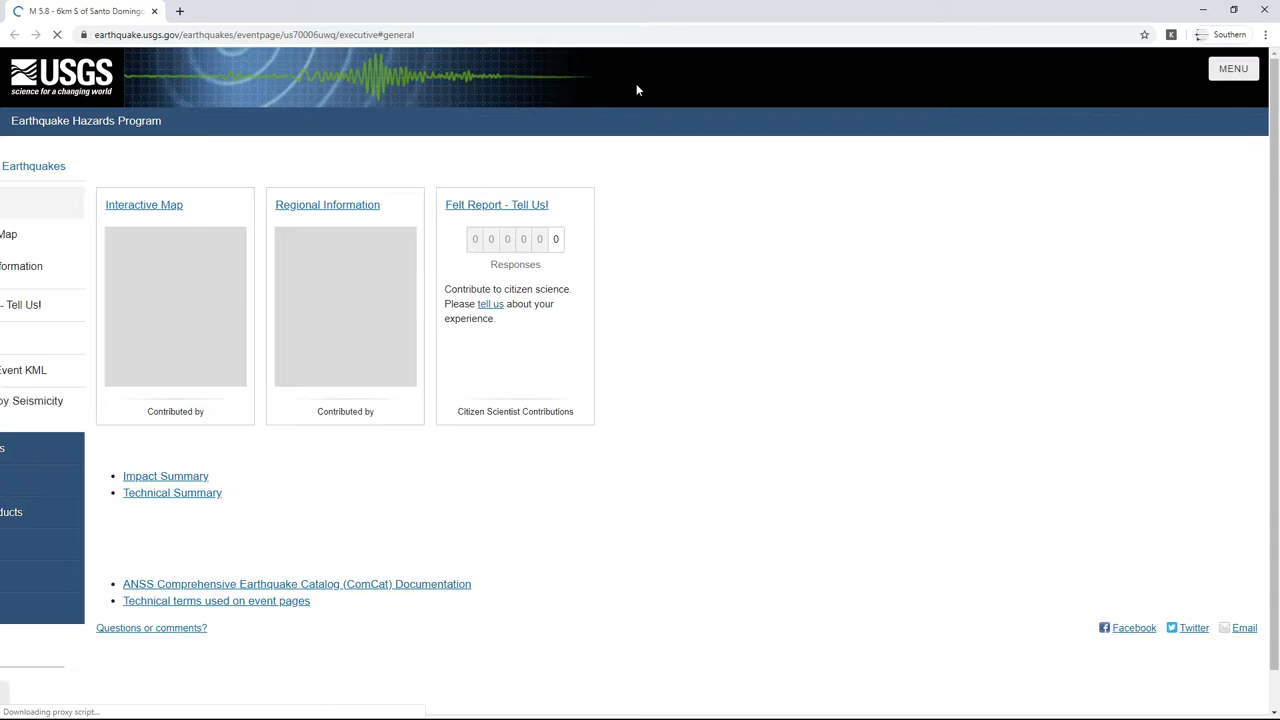 M 5.8 - 6km S of Santo Domingo
earthquake.usgs.gov/earthquakes/eventpage/us70006uwq/executive#general
K
Southern
USGS
science for a changing world
MENU
Earthquake Hazards Program
Earthquakes
Map
formation
- Tell Us!
Event KML
by Seismicity
s
ducts
Interactive Map
Contributed by
Regional Information
Contributed by
Felt Report - Tell Us!
0 0 0 0 0 0
Responses
Contribute to citizen science.
Please tell us about your
experience.
Citizen Scientist Contributions
Impact Summary
Technical Summary
ANSS Comprehensive Earthquake Catalog (ComCat) Documentation
Technical terms used on event pages
Questions or comments?
Facebook
Twitter
Email
Downloading proxy script...